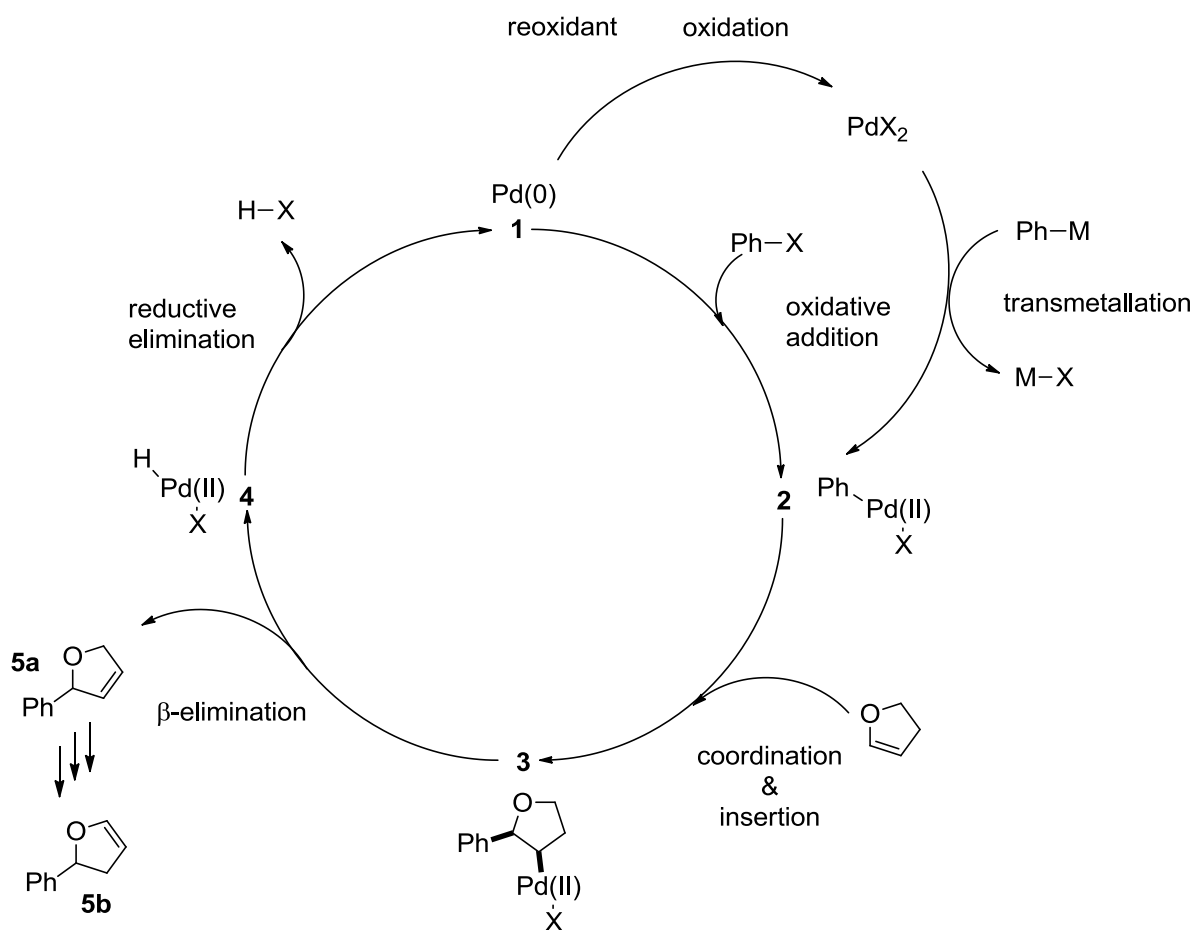 reoxidant oxidation
PdX2
Pd(0)
1
H–X
Ph–X
Ph–M
reductive
elimination
oxidative
addition
transmetallation
M–X
H
Pd(II)
X
4
2
Ph
Pd(II)
X
5a
O
Ph
β-elimination
O
3
coordination
&
insertion
O
Ph
Pd(II)
X
O
Ph
5b